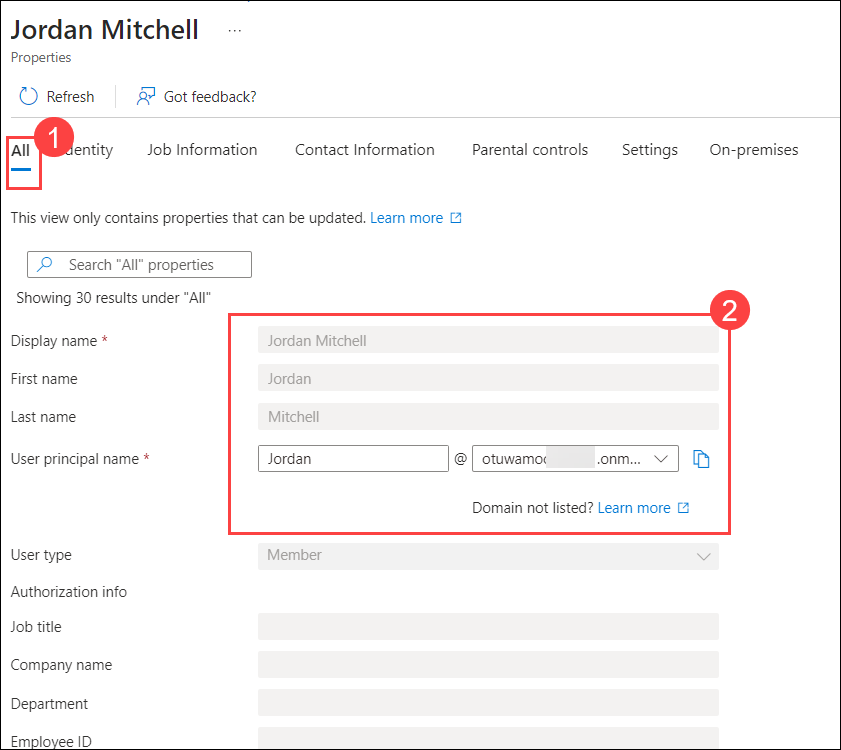 Jordan Mitchell ...
Properties
Refresh Got feedback?
1
All dentity Job Information Contact Information Parental controls Settings On-premises
This view only contains properties that can be updated. Learn more
Search "All" properties
Showing 30 results under "All"
2
Display name * Jordan Mitchell
First name Jordan
Last name Mitchell
User principal name * Jordan @ otuwamo .onm...
Domain not listed? Learn more
User type Member
Authorization info
Job title
Company name
Department
Employee ID